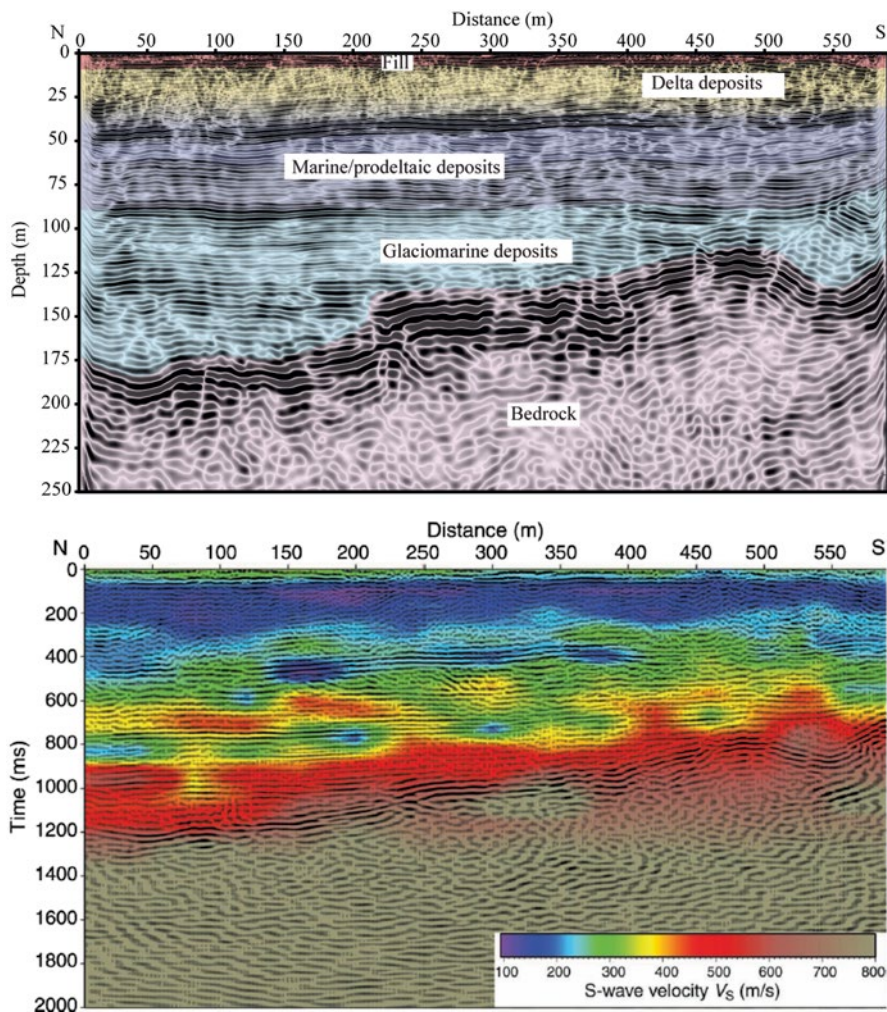 Distance (m)
N S
0 50 100 150 200 250 300 350 400 450 500 550
0
Fill
Delta deposits
25
50
Marine/prodeltaic deposits
75
100
Glaciomarine deposits
Depth (m)
125
150
175
200
Bedrock
225
250
Distance (m)
N S
0 50 100 150 200 250 300 350 400 450 500 550
0
200
400
600
800
1000
Time (ms)
1200
1400
1600
1800
2000
100 200 300 400 500 600 700 800
S-wave velocity VS (m/s)